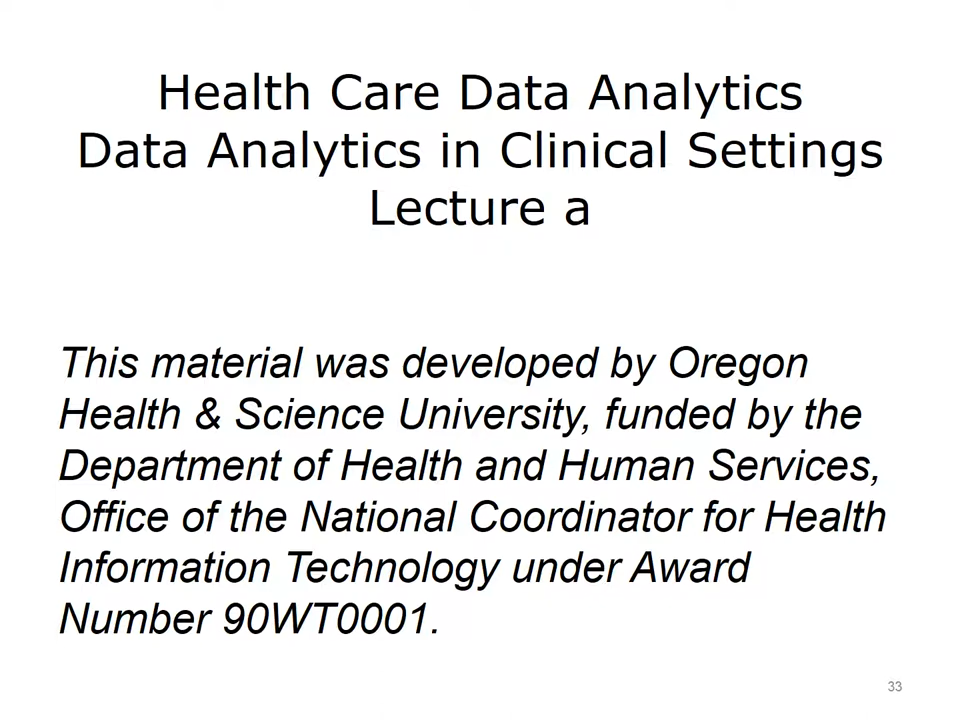 Health Care Data Analytics
Data Analytics in Clinical Settings
Lecture a
This material was developed by Oregon
Health & Science University, funded by the
Department of Health and Human Services,
Office of the National Coordinator for Health
Information Technology under Award
Number 90WT0001.
33